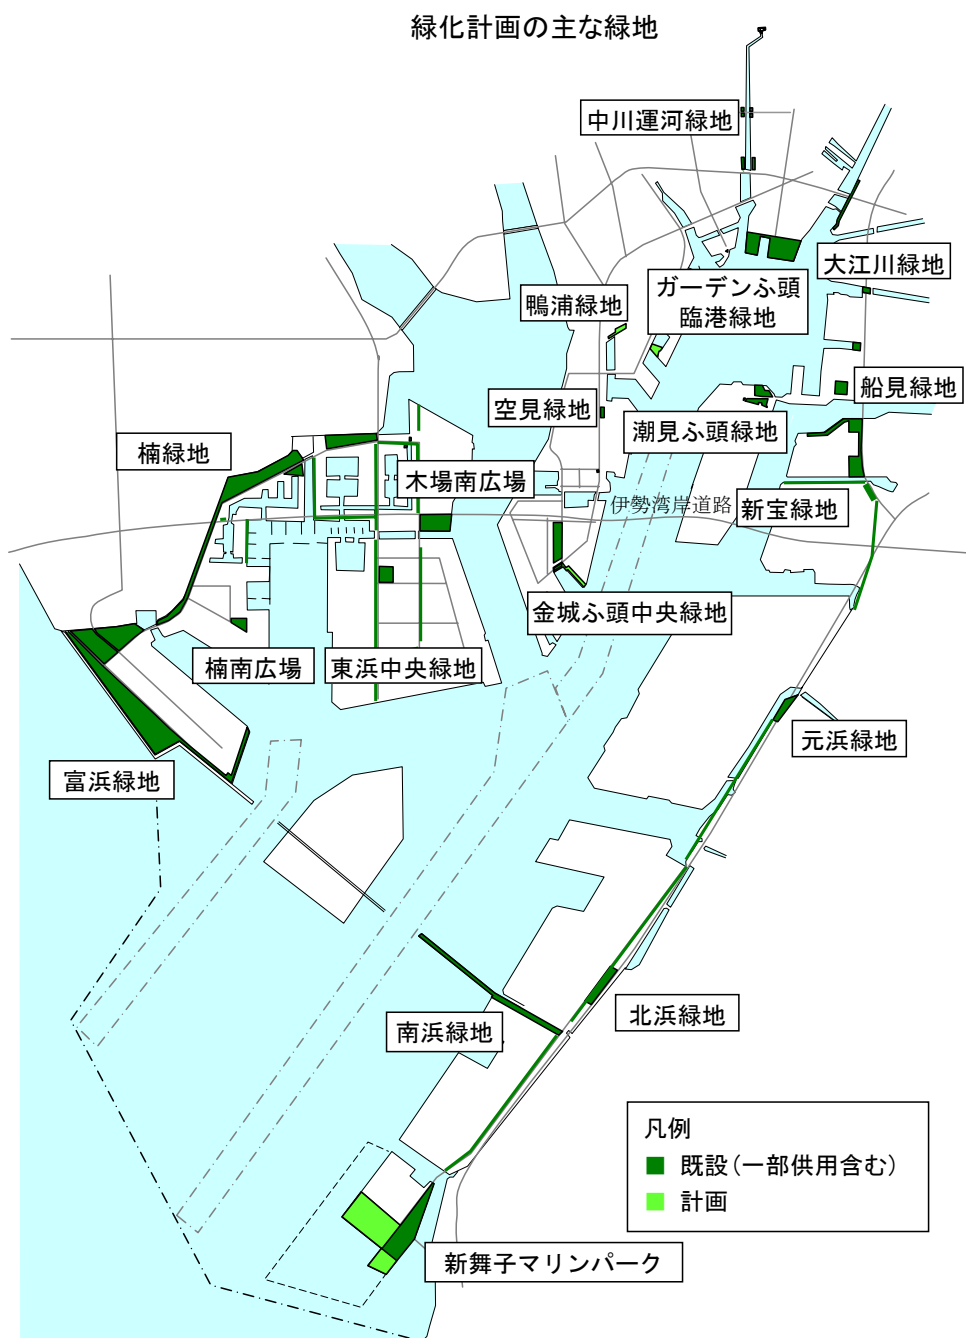 緑化計画の主な緑地
中川運河緑地
大江川緑地
ガーデンふ頭
臨港緑地
鴨浦緑地
船見緑地
空見緑地
潮見ふ頭緑地
楠緑地
木場南広場
伊勢湾岸道路
新宝緑地
金城ふ頭中央緑地
楠南広場
東浜中央緑地
元浜緑地
富浜緑地
北浜緑地
南浜緑地
凡例
既設(一部供用含む)
計画
新舞子マリンパーク